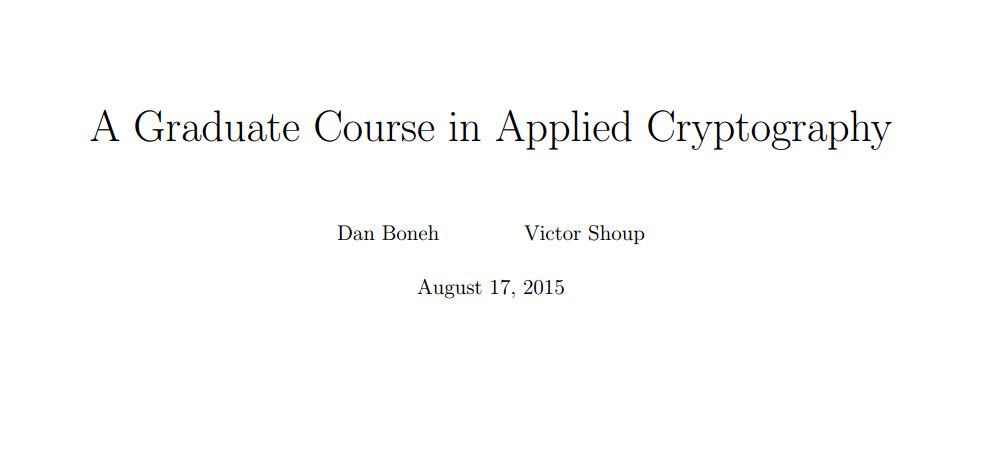 A Graduate Course in Applied Cryptography
Dan Boneh Victor Shoup
August 17, 2015